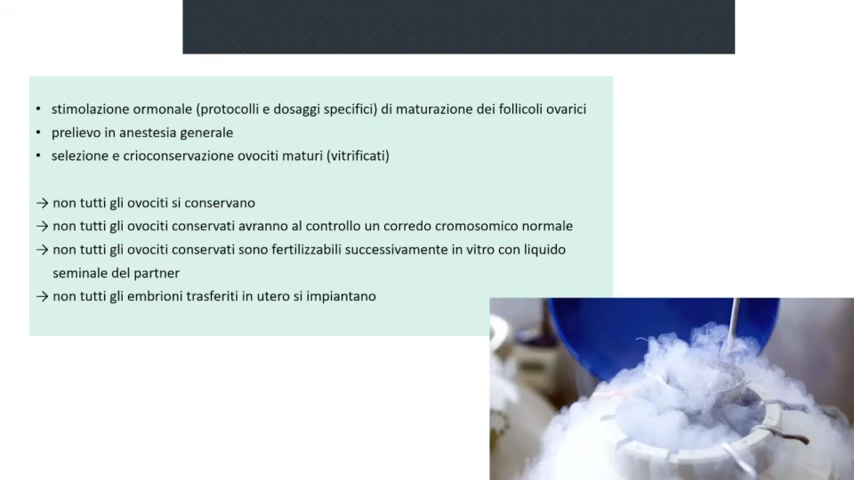 • stimolazione ormonale (protocolli e dosaggi specifici) di maturazione dei follicoli ovarici
• prelievo in anestesia generale
• selezione e crioconservazione ovociti maturi (vitrificati)
→ non tutti gli ovociti si conservano
→ non tutti gli ovociti conservati avranno al controllo un corredo cromosomico normale
→ non tutti gli ovociti conservati sono fertilizzabili successivamente in vitro con liquido
seminale del partner
→ non tutti gli embrioni trasferiti in utero si impiantano